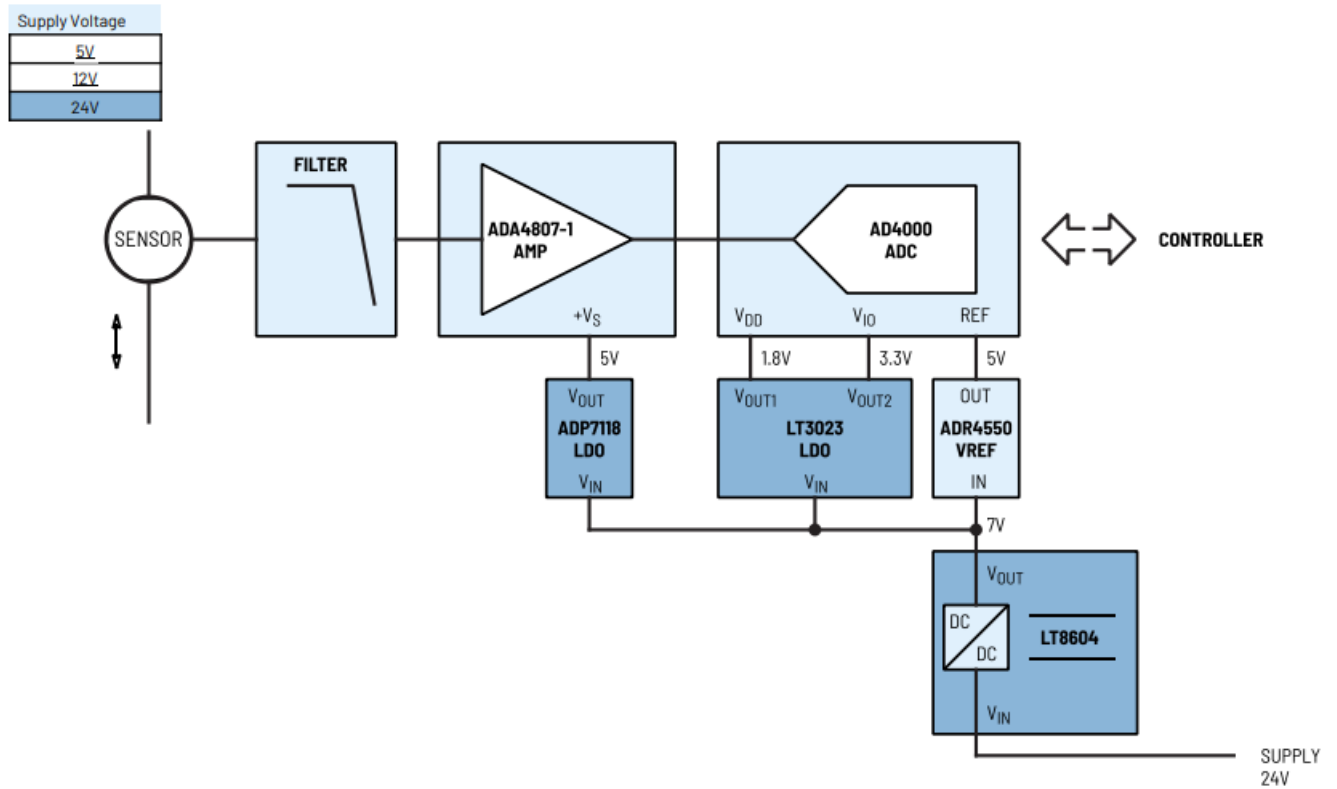 Supply Voltage
5V
12V
24V
SENSOR
FILTER
ADA4807-1
AMP
+VS
AD4000
ADC
VDD
VIO
REF
CONTROLLER
5V
1.8V
3.3V
5V
VOUT
ADP7118
LDO
VIN
VOUT1
VOUT2
LT3023
LDO
VIN
OUT
ADR4550
VREF
IN
7V
VOUT
DC
DC
LT8604
VIN
SUPPLY
24V